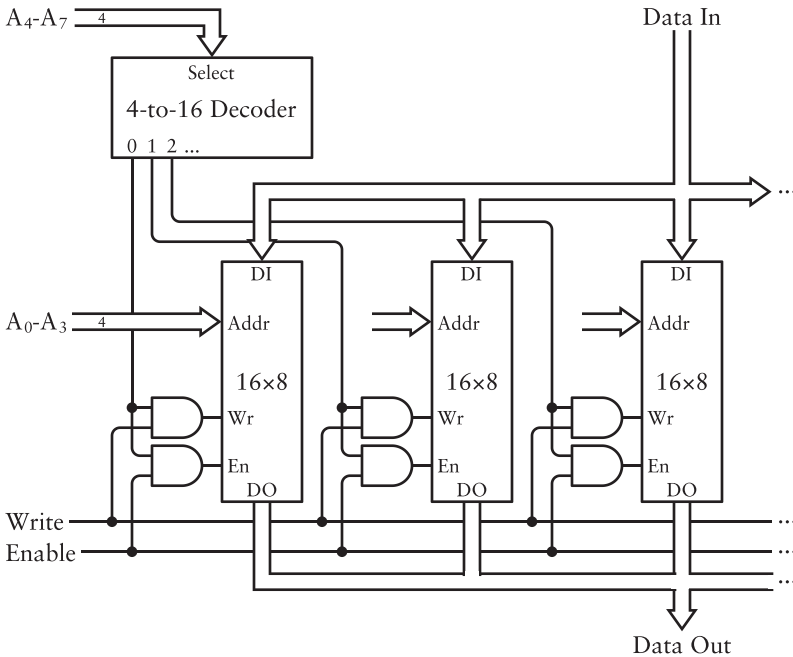 A₄-A₇ 4 Data In
Select
4-to-16 Decoder
0 1 2 ...
...
DI DI DI
A₀-A₃ 4 Addr Addr Addr
16×8 16×8 16×8
Wr Wr Wr
En En En
DO DO DO
Write ...
Enable ...
...
Data Out